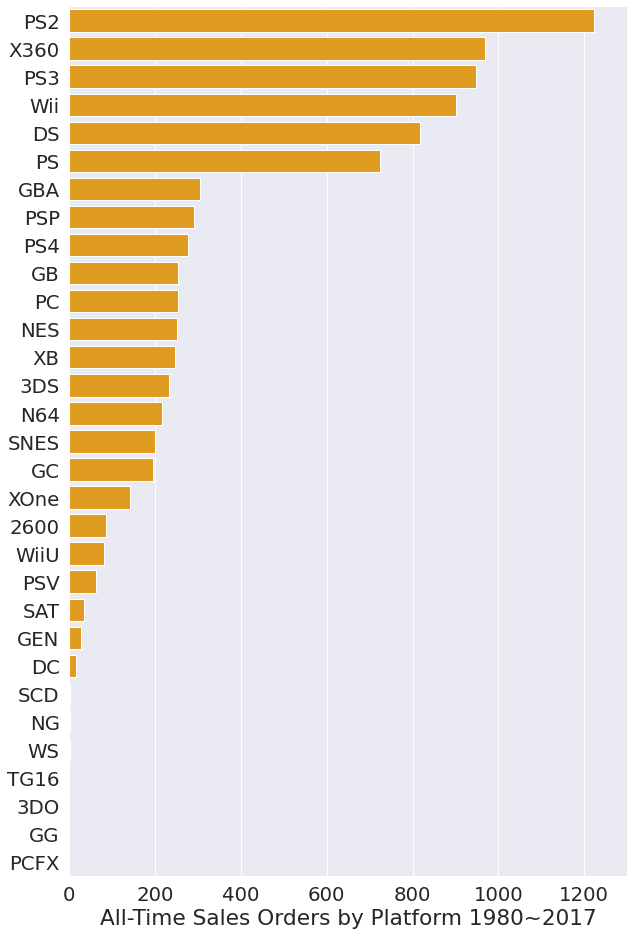 PS2
X360
PS3
Wii
DS
PS
GBA
PSP
PS4
GB
PC
NES
XB
3DS
N64
SNES
GC
XOne
2600
WiiU
PSV
SAT
GEN
DC
SCD
NG
WS
TG16
3DO
GG
PCFX
0 200 400 600 800 1000 1200
All-Time Sales Orders by Platform 1980~2017